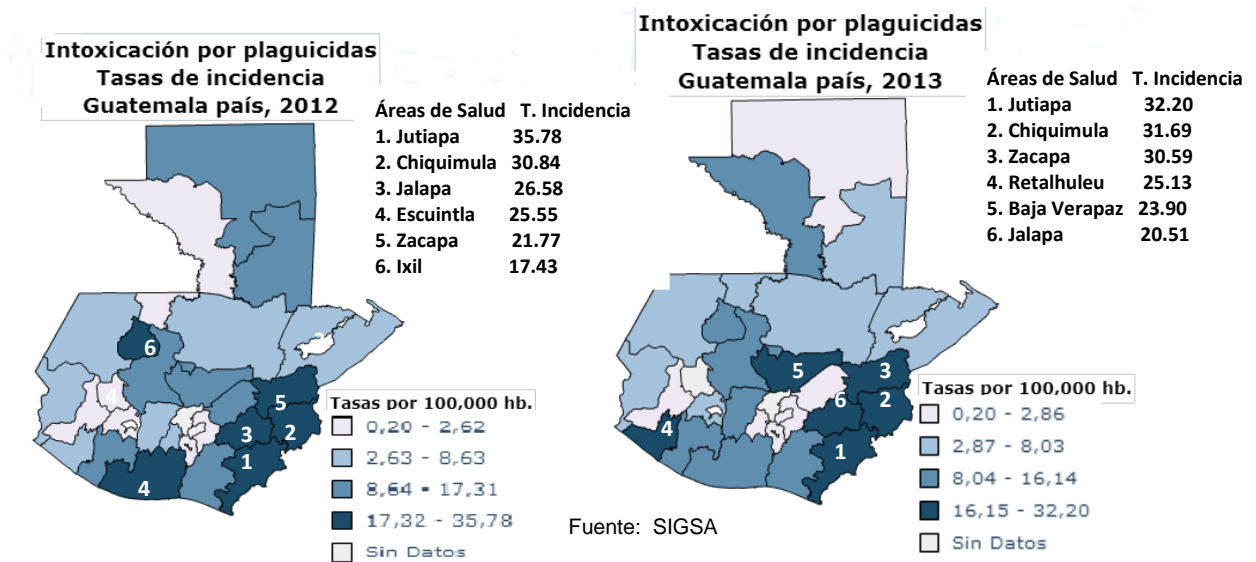 Intoxicación por plaguicidas
Tasas de incidencia
Guatemala país, 2012
Áreas de Salud T. Incidencia
1. Jutiapa 35.78
2. Chiquimula 30.84
3. Jalapa 26.58
4. Escuintla 25.55
5. Zacapa 21.77
6. Ixil 17.43
6
4
5
3
2
1
4
Tasas por 100,000 hb.
0,20 - 2,62
2,63 - 8,63
8,64 - 17,31
17,32 - 35,78
Sin Datos
Intoxicación por plaguicidas
Tasas de incidencia
Guatemala país, 2013
Áreas de Salud T. Incidencia
1. Jutiapa 32.20
2. Chiquimula 31.69
3. Zacapa 30.59
4. Retalhuleu 25.13
5. Baja Verapaz 23.90
6. Jalapa 20.51
5
3
6
2
4
1
Tasas por 100,000 hb.
0,20 - 2,86
2,87 - 8,03
8,04 - 16,14
16,15 - 32,20
Sin Datos
Fuente: SIGSA